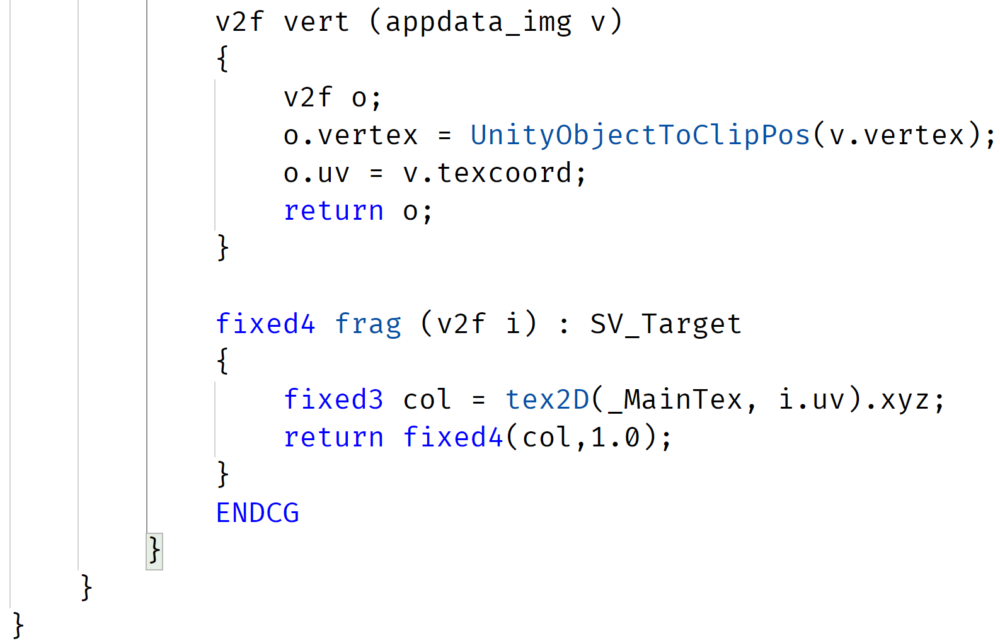 v2f vert (appdata_img v)
{
v2f o;
o.vertex = UnityObjectToClipPos(v.vertex);
o.uv = v.texcoord;
return o;
}
fixed4 frag (v2f i) : SV_Target
{
fixed3 col = tex2D(_MainTex, i.uv).xyz;
return fixed4(col,1.0);
}
ENDCG
}
}
}